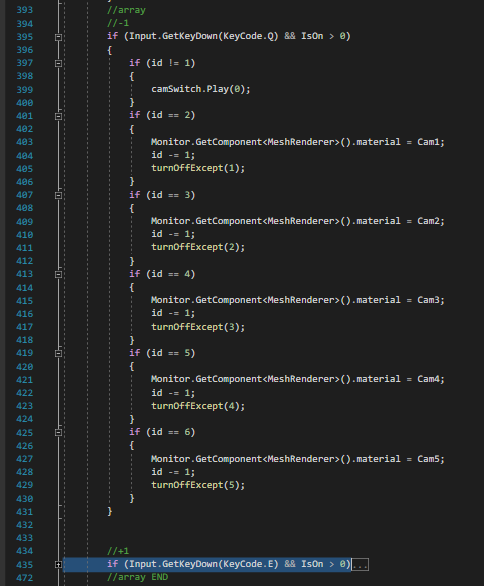 393 //array
394 //-1
395 if (Input.GetKeyDown(KeyCode.Q) && IsOn > 0)
396 {
397 if (id != 1)
398 {
399 camSwitch.Play(0);
400 }
401 if (id == 2)
402 {
403 Monitor.GetComponent<MeshRenderer>().material = Cam1;
404 id -= 1;
405 turnOffExcept(1);
406 }
407 if (id == 3)
408 {
409 Monitor.GetComponent<MeshRenderer>().material = Cam2;
410 id -= 1;
411 turnOffExcept(2);
412 }
413 if (id == 4)
414 {
415 Monitor.GetComponent<MeshRenderer>().material = Cam3;
416 id -= 1;
417 turnOffExcept(3);
418 }
419 if (id == 5)
420 {
421 Monitor.GetComponent<MeshRenderer>().material = Cam4;
422 id -= 1;
423 turnOffExcept(4);
424 }
425 if (id == 6)
426 {
427 Monitor.GetComponent<MeshRenderer>().material = Cam5;
428 id -= 1;
429 turnOffExcept(5);
430 }
431 }
432
433
434 //+1
435 if (Input.GetKeyDown(KeyCode.E) && IsOn > 0)...
472 //array END